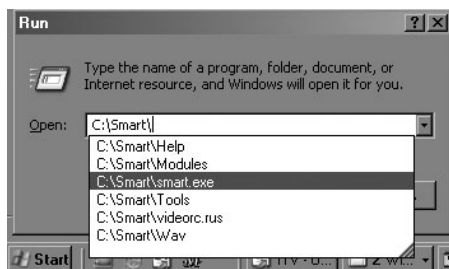 Run
Type the name of a program, folder, document, or
Internet resource, and Windows will open it for you.
Open: C:\Smart\
C:\Smart\Help
C:\Smart\Modules
C:\Smart\smart.exe
C:\Smart\Tools
C:\Smart\videorc.rus
C:\Smart\Wav
Start